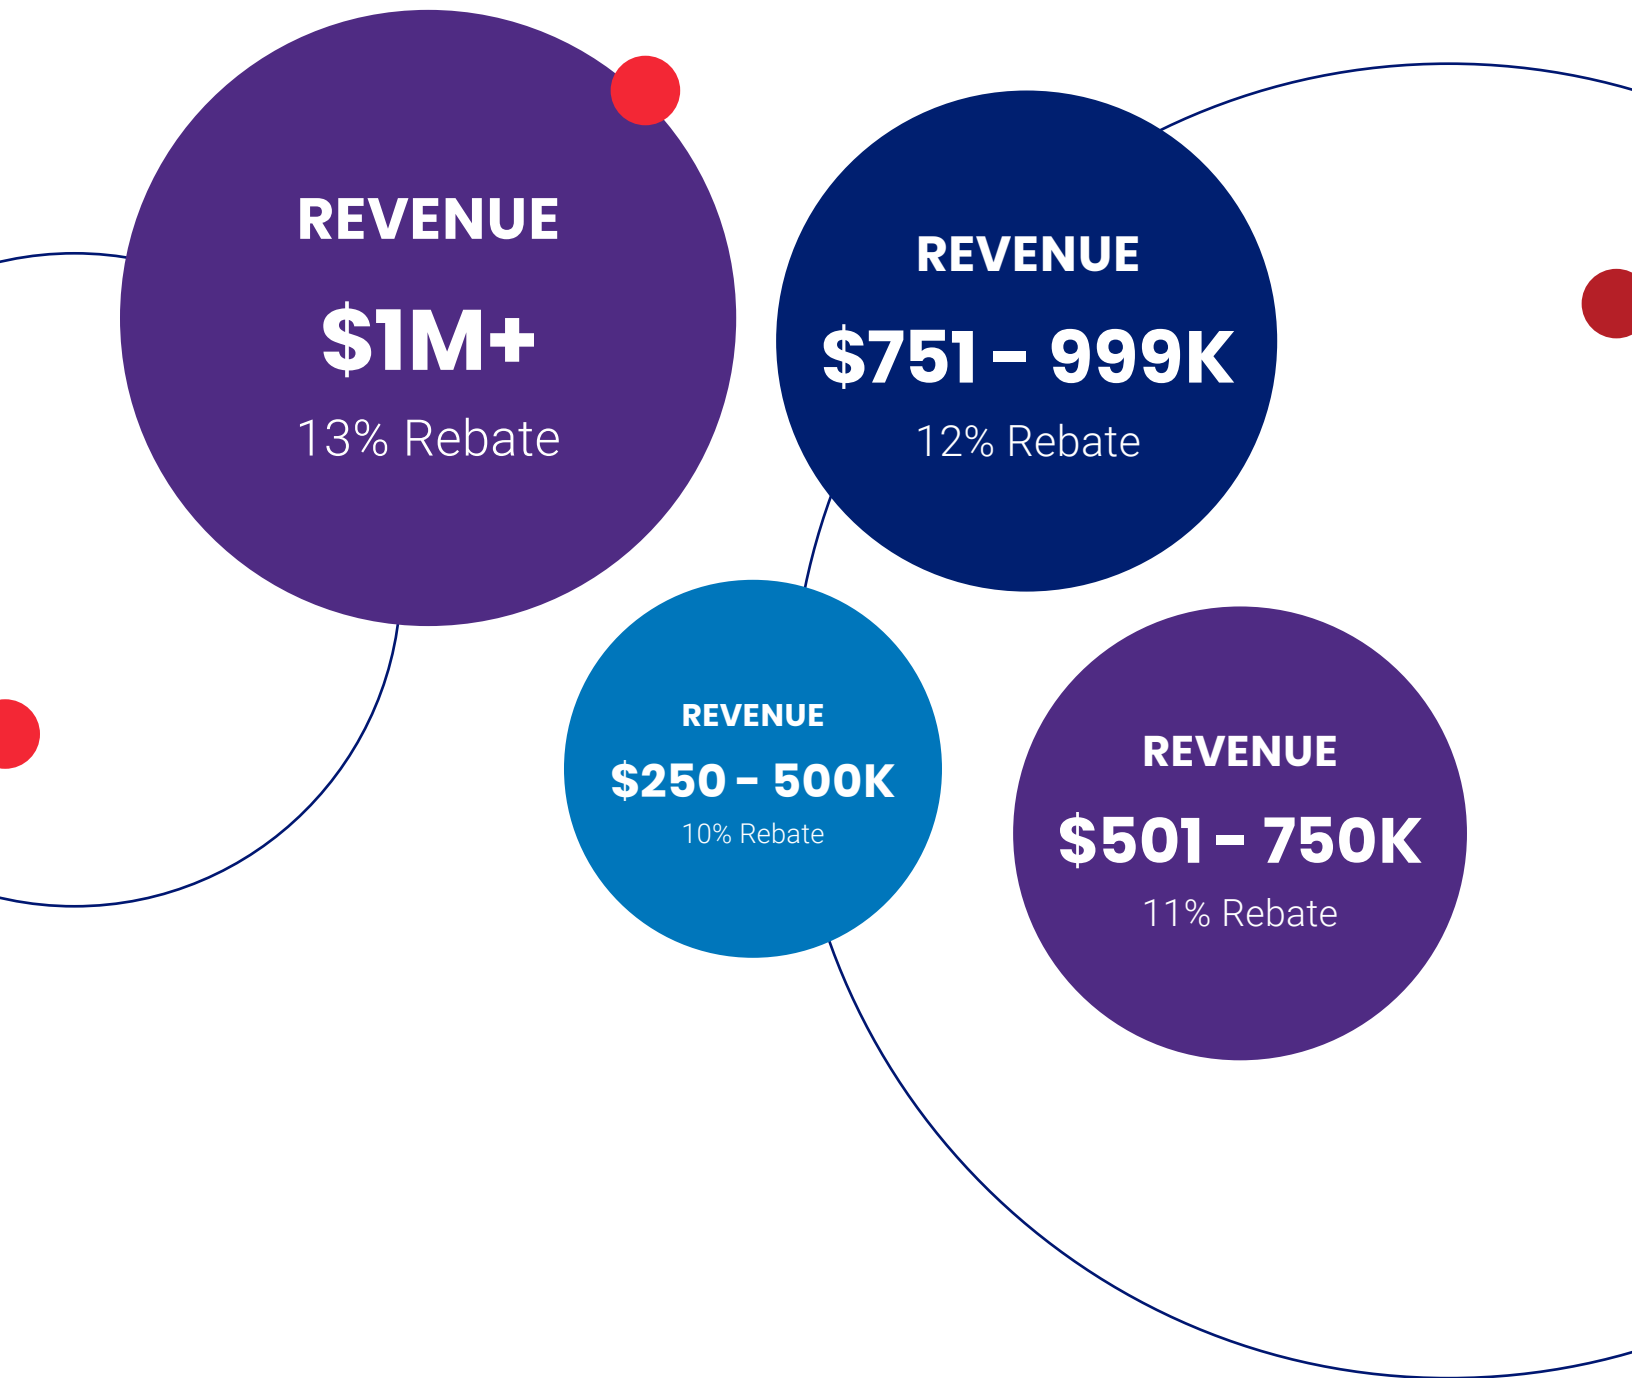 REVENUE
$1M+
13% Rebate
REVENUE
$751 – 999K
12% Rebate
REVENUE
$250 – 500K
10% Rebate
REVENUE
$501 – 750K
11% Rebate